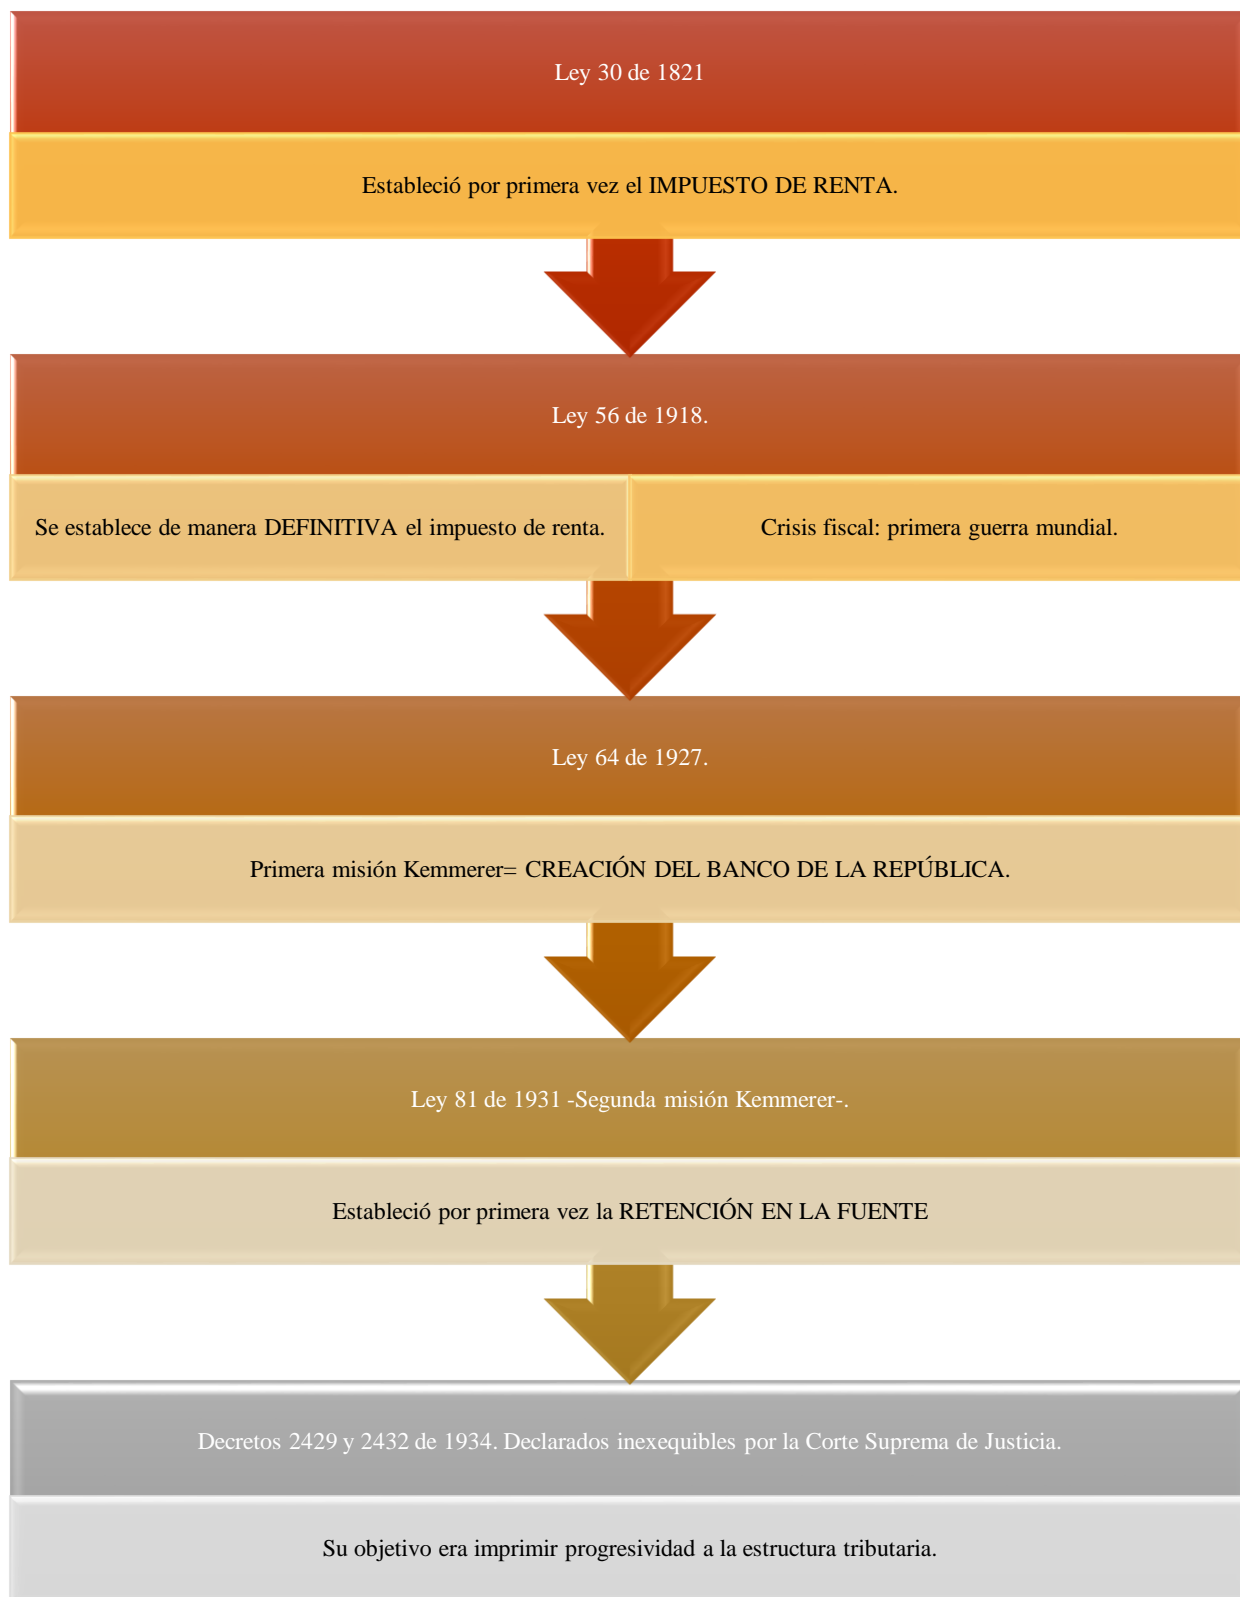 Ley 30 de 1821
Estableció por primera vez el IMPUESTO DE RENTA.
Ley 56 de 1918.
Se establece de manera DEFINITIVA el impuesto de renta.
Crisis fiscal: primera guerra mundial.
Ley 64 de 1927.
Primera misión Kemmerer= CREACIÓN DEL BANCO DE LA REPÚBLICA.
Ley 81 de 1931 -Segunda misión Kemmerer-.
Estableció por primera vez la RETENCIÓN EN LA FUENTE
Decretos 2429 y 2432 de 1934. Declarados inexequibles por la Corte Suprema de Justicia.
Su objetivo era imprimir progresividad a la estructura tributaria.